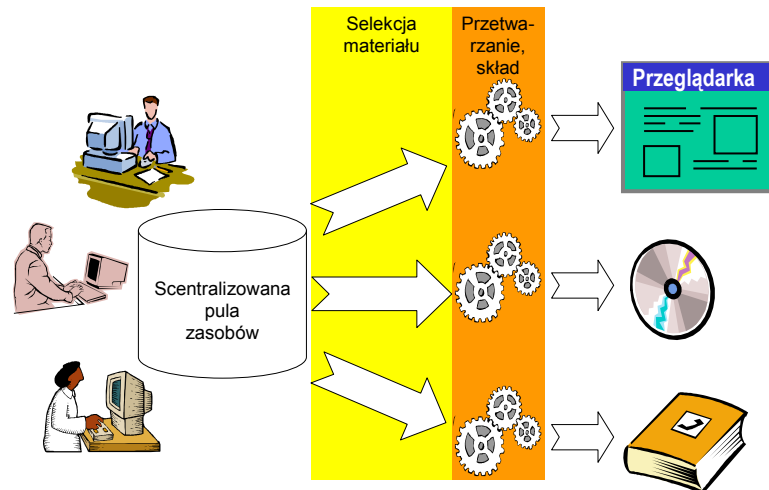 Selekcja
materiału
Przetwa-
rzanie,
skład
Przeglądarka
Scentralizowana
pula
zasobów